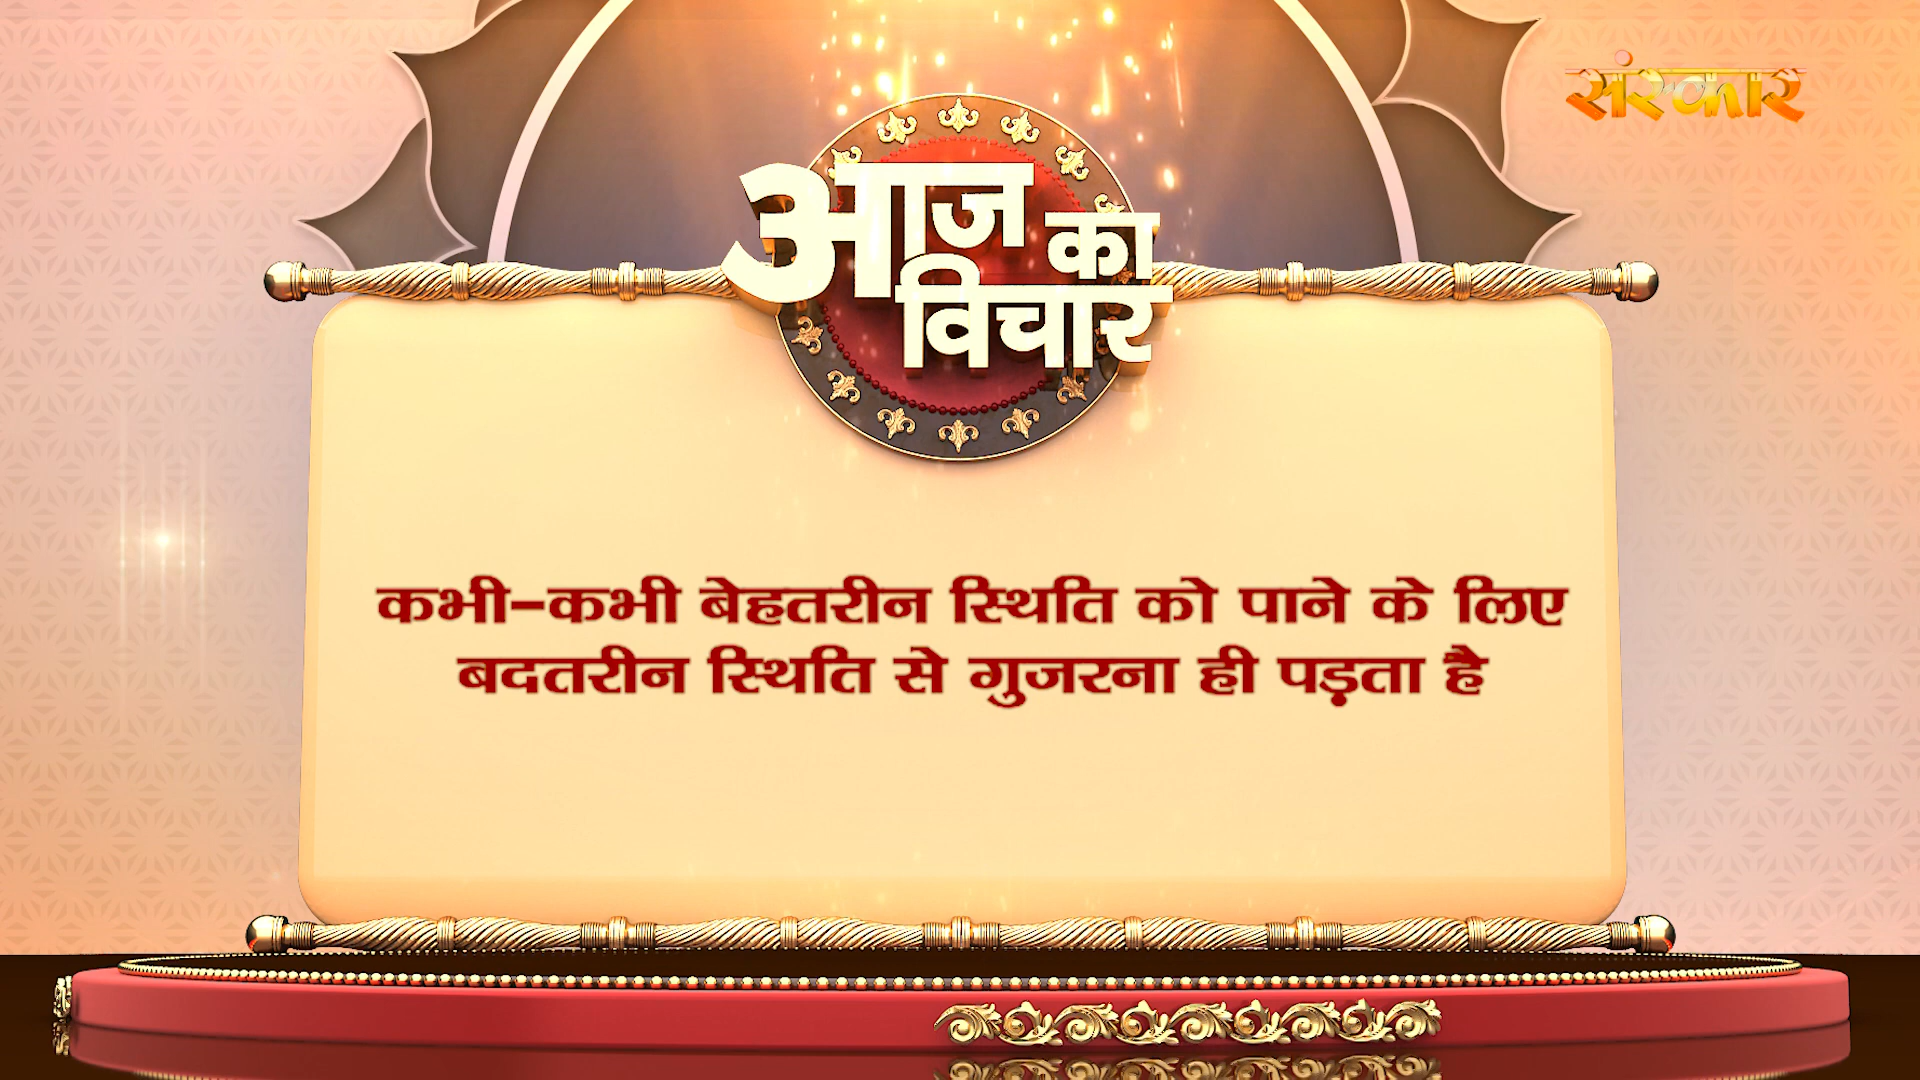 संस्कार
आज का
विचार
कभी-कभी बेहतरीन स्थिति को पाने के लिए
बदतरीन स्थिति से गुजरना ही पड़ता है